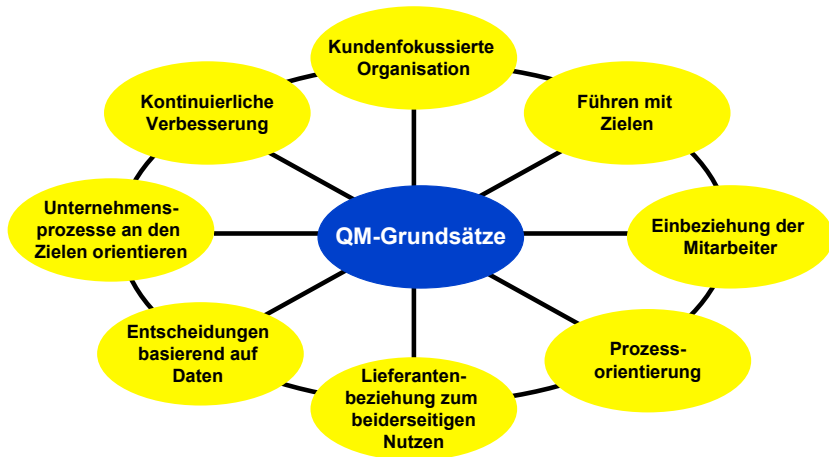 Kundenfokussierte
Organisation
Führen mit
Zielen
Einbeziehung der
Mitarbeiter
Prozess-
orientierung
Lieferanten-
beziehung zum
beiderseitigen
Nutzen
Entscheidungen
basierend auf
Daten
Unternehmens-
prozesse an den
Zielen orientieren
Kontinuierliche
Verbesserung
QM-Grundsätze